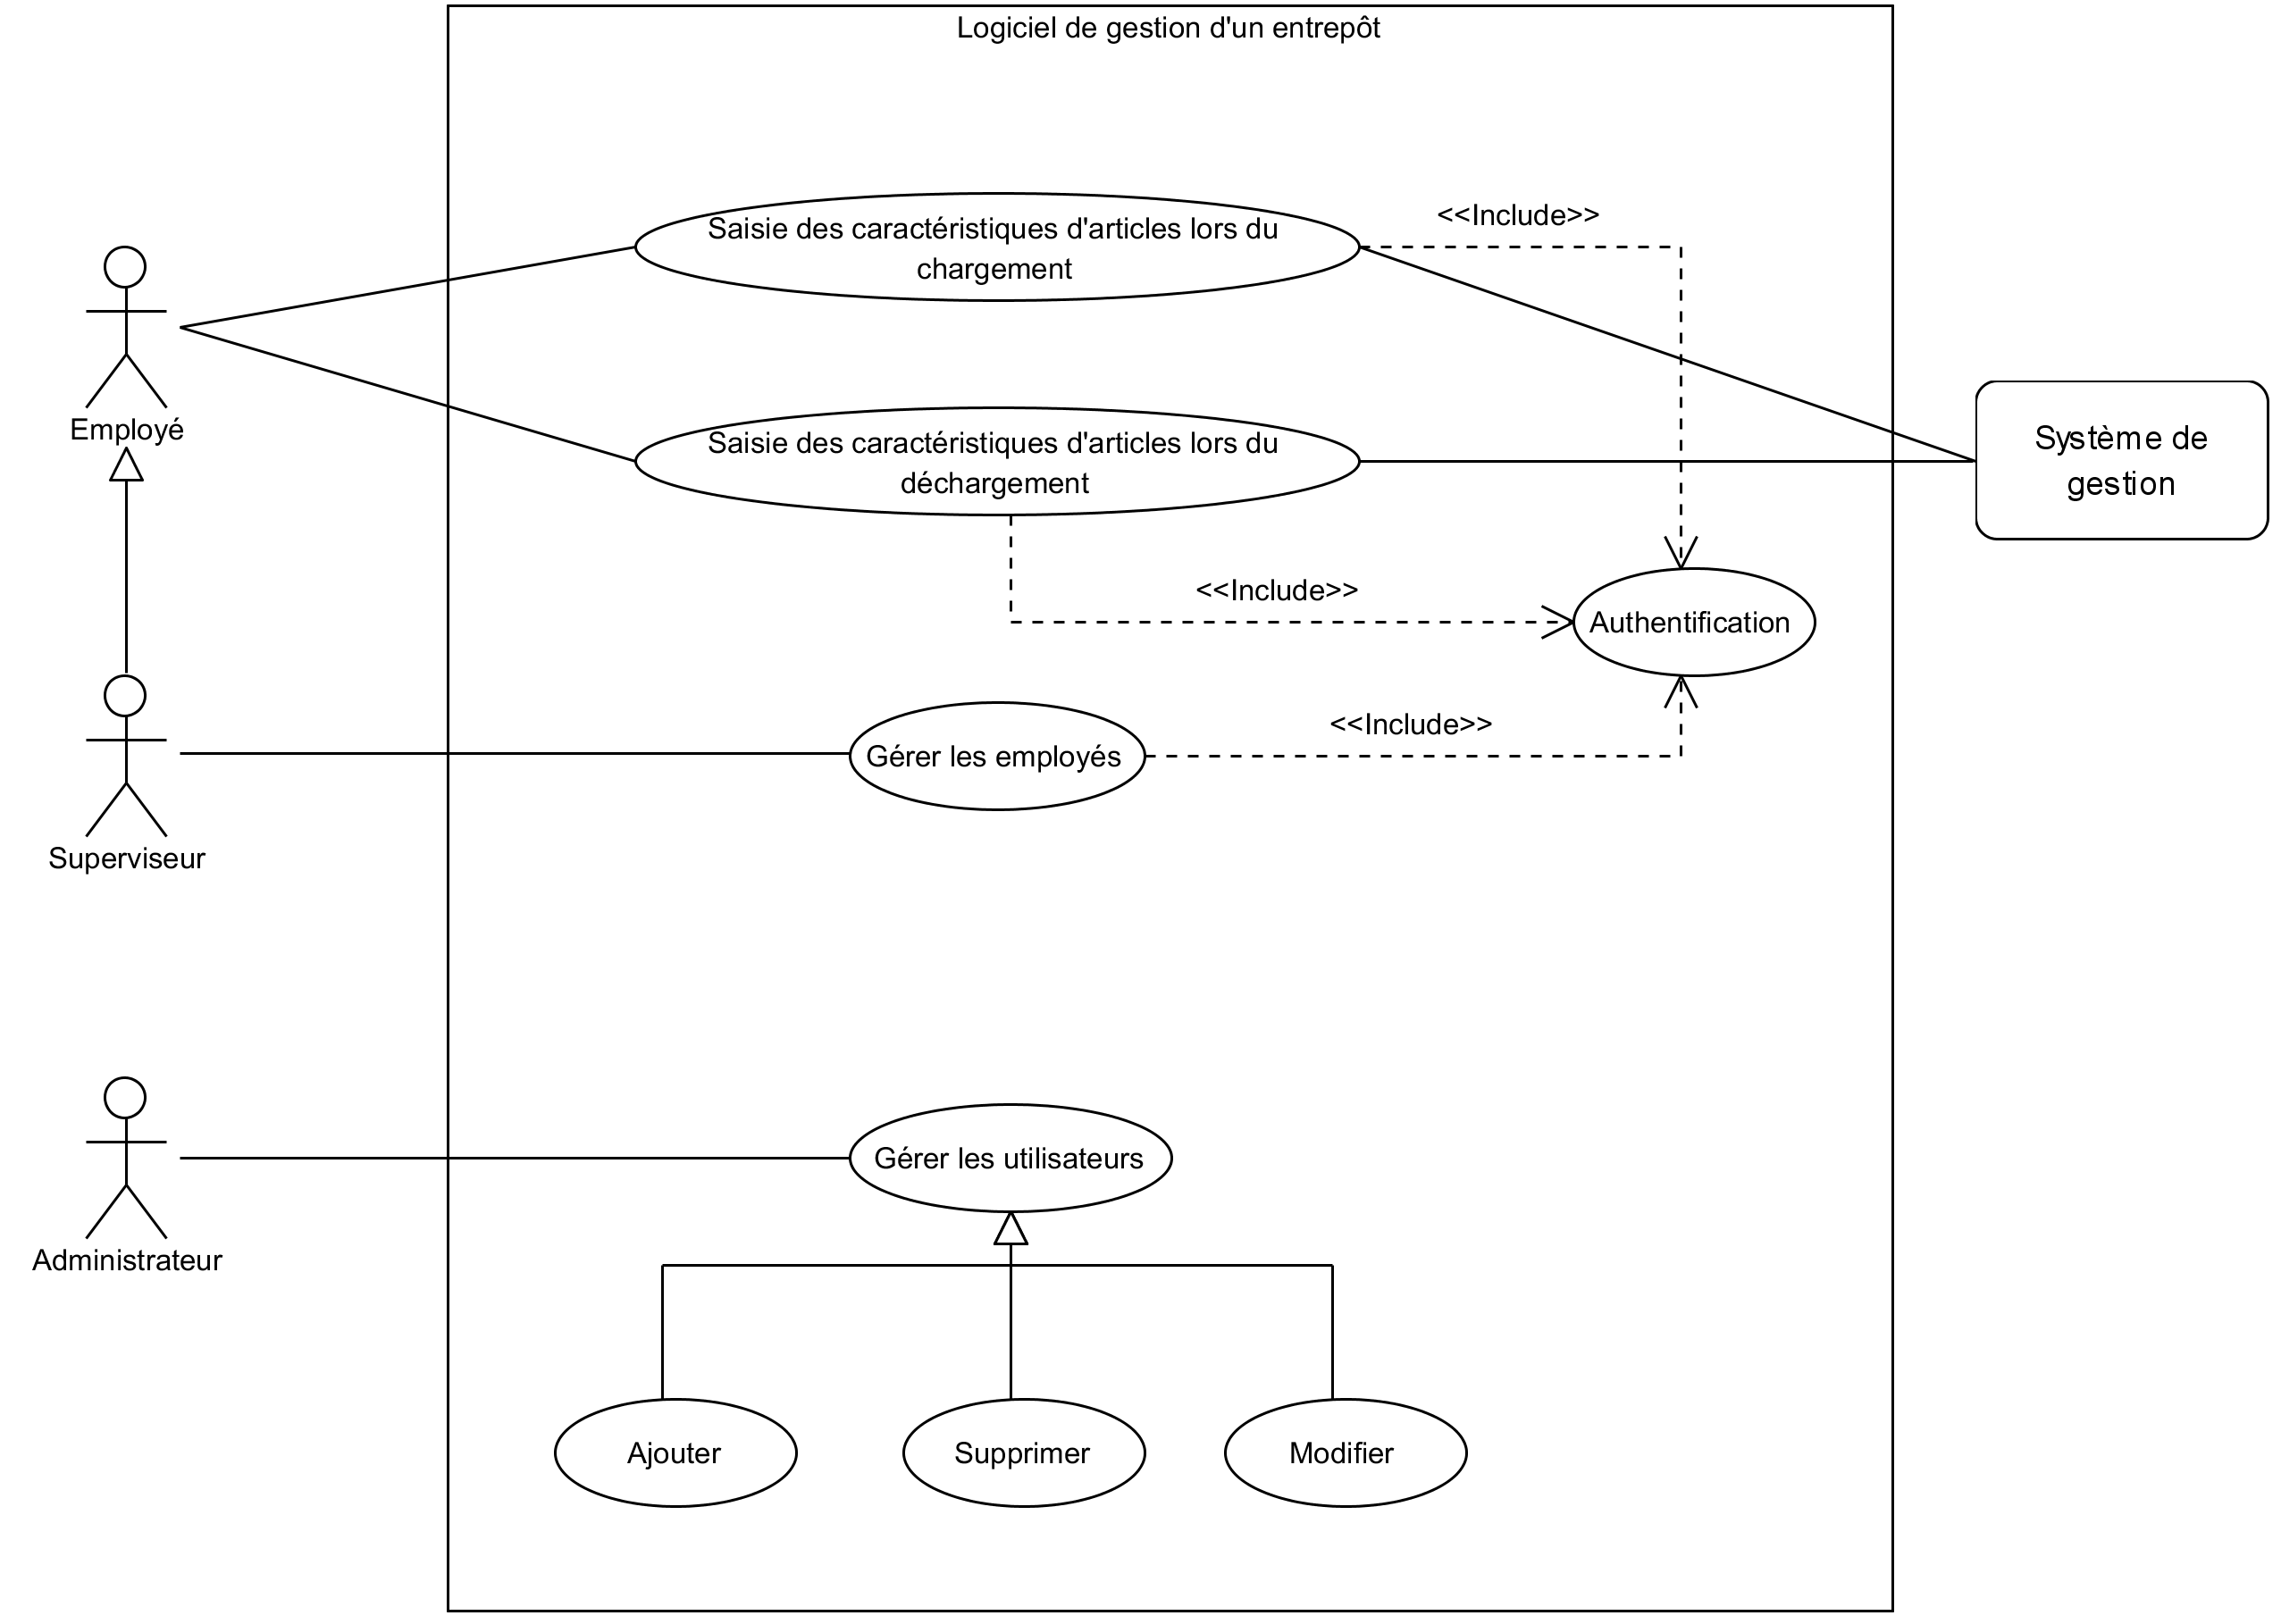 Logiciel de gestion d'un entrepôt
Saisie des caractéristiques d'articles lors du
chargement
<<Include>>
Employé
Saisie des caractéristiques d'articles lors du
déchargement
Système de
gestion
<<Include>>
Authentification
<<Include>>
Gérer les employés
Superviseur
Gérer les utilisateurs
Administrateur
Ajouter
Supprimer
Modifier